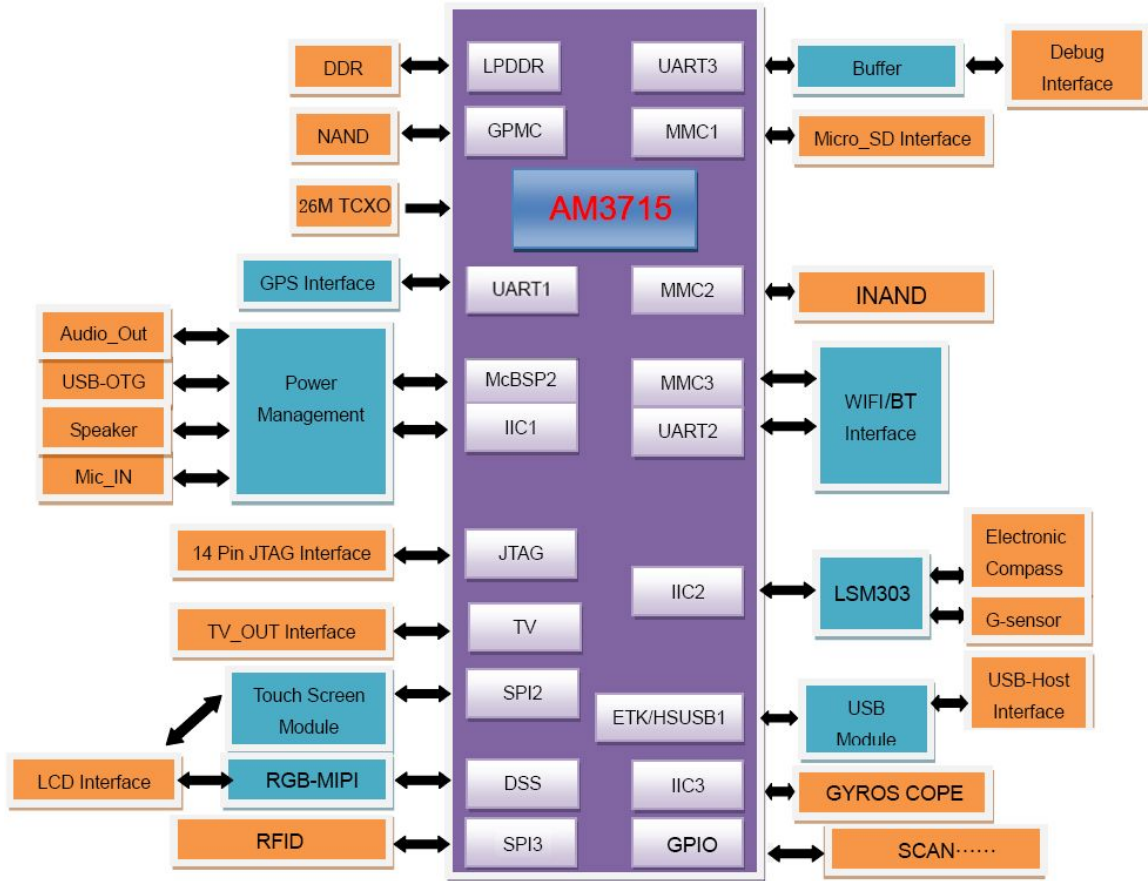 DDR
LPDDR
UART3
Buffer
Debug
Interface
NAND
GPMC
MMC1
Micro_SD Interface
26M TCXO
AM3715
GPS Interface
UART1
MMC2
INAND
Audio_Out
USB-OTG
Speaker
Mic_IN
Power
Management
McBSP2
IIC1
MMC3
UART2
WIFI/BT
Interface
14 Pin JTAG Interface
JTAG
IIC2
LSM303
Electronic
Compass
G-sensor
TV_OUT Interface
TV
Touch Screen
Module
SPI2
ETK/HSUSB1
USB
Module
USB-Host
Interface
LCD Interface
RGB-MIPI
DSS
IIC3
GYROS COPE
RFID
SPI3
GPIO
SCAN······